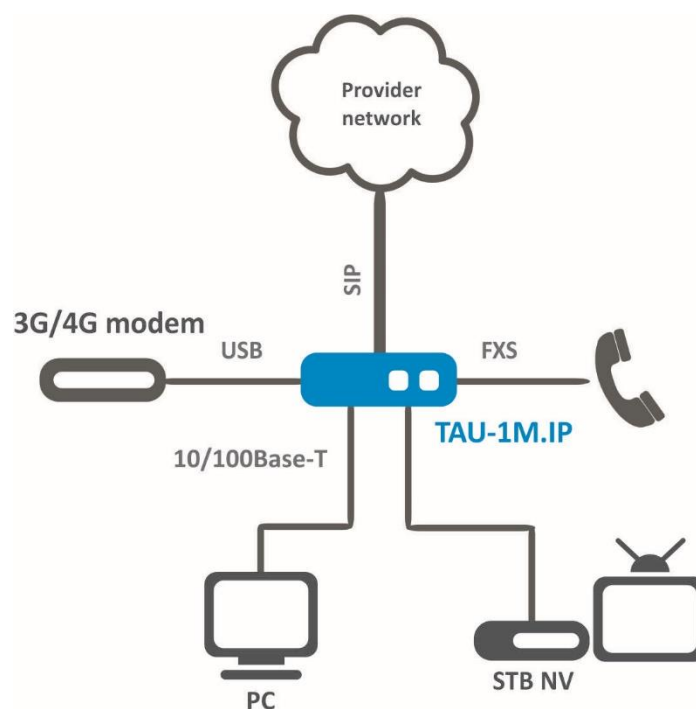 Provider
network
SIP
3G/4G modem
USB
FXS
TAU-1M.IP
10/100Base-T
STB NV
PC